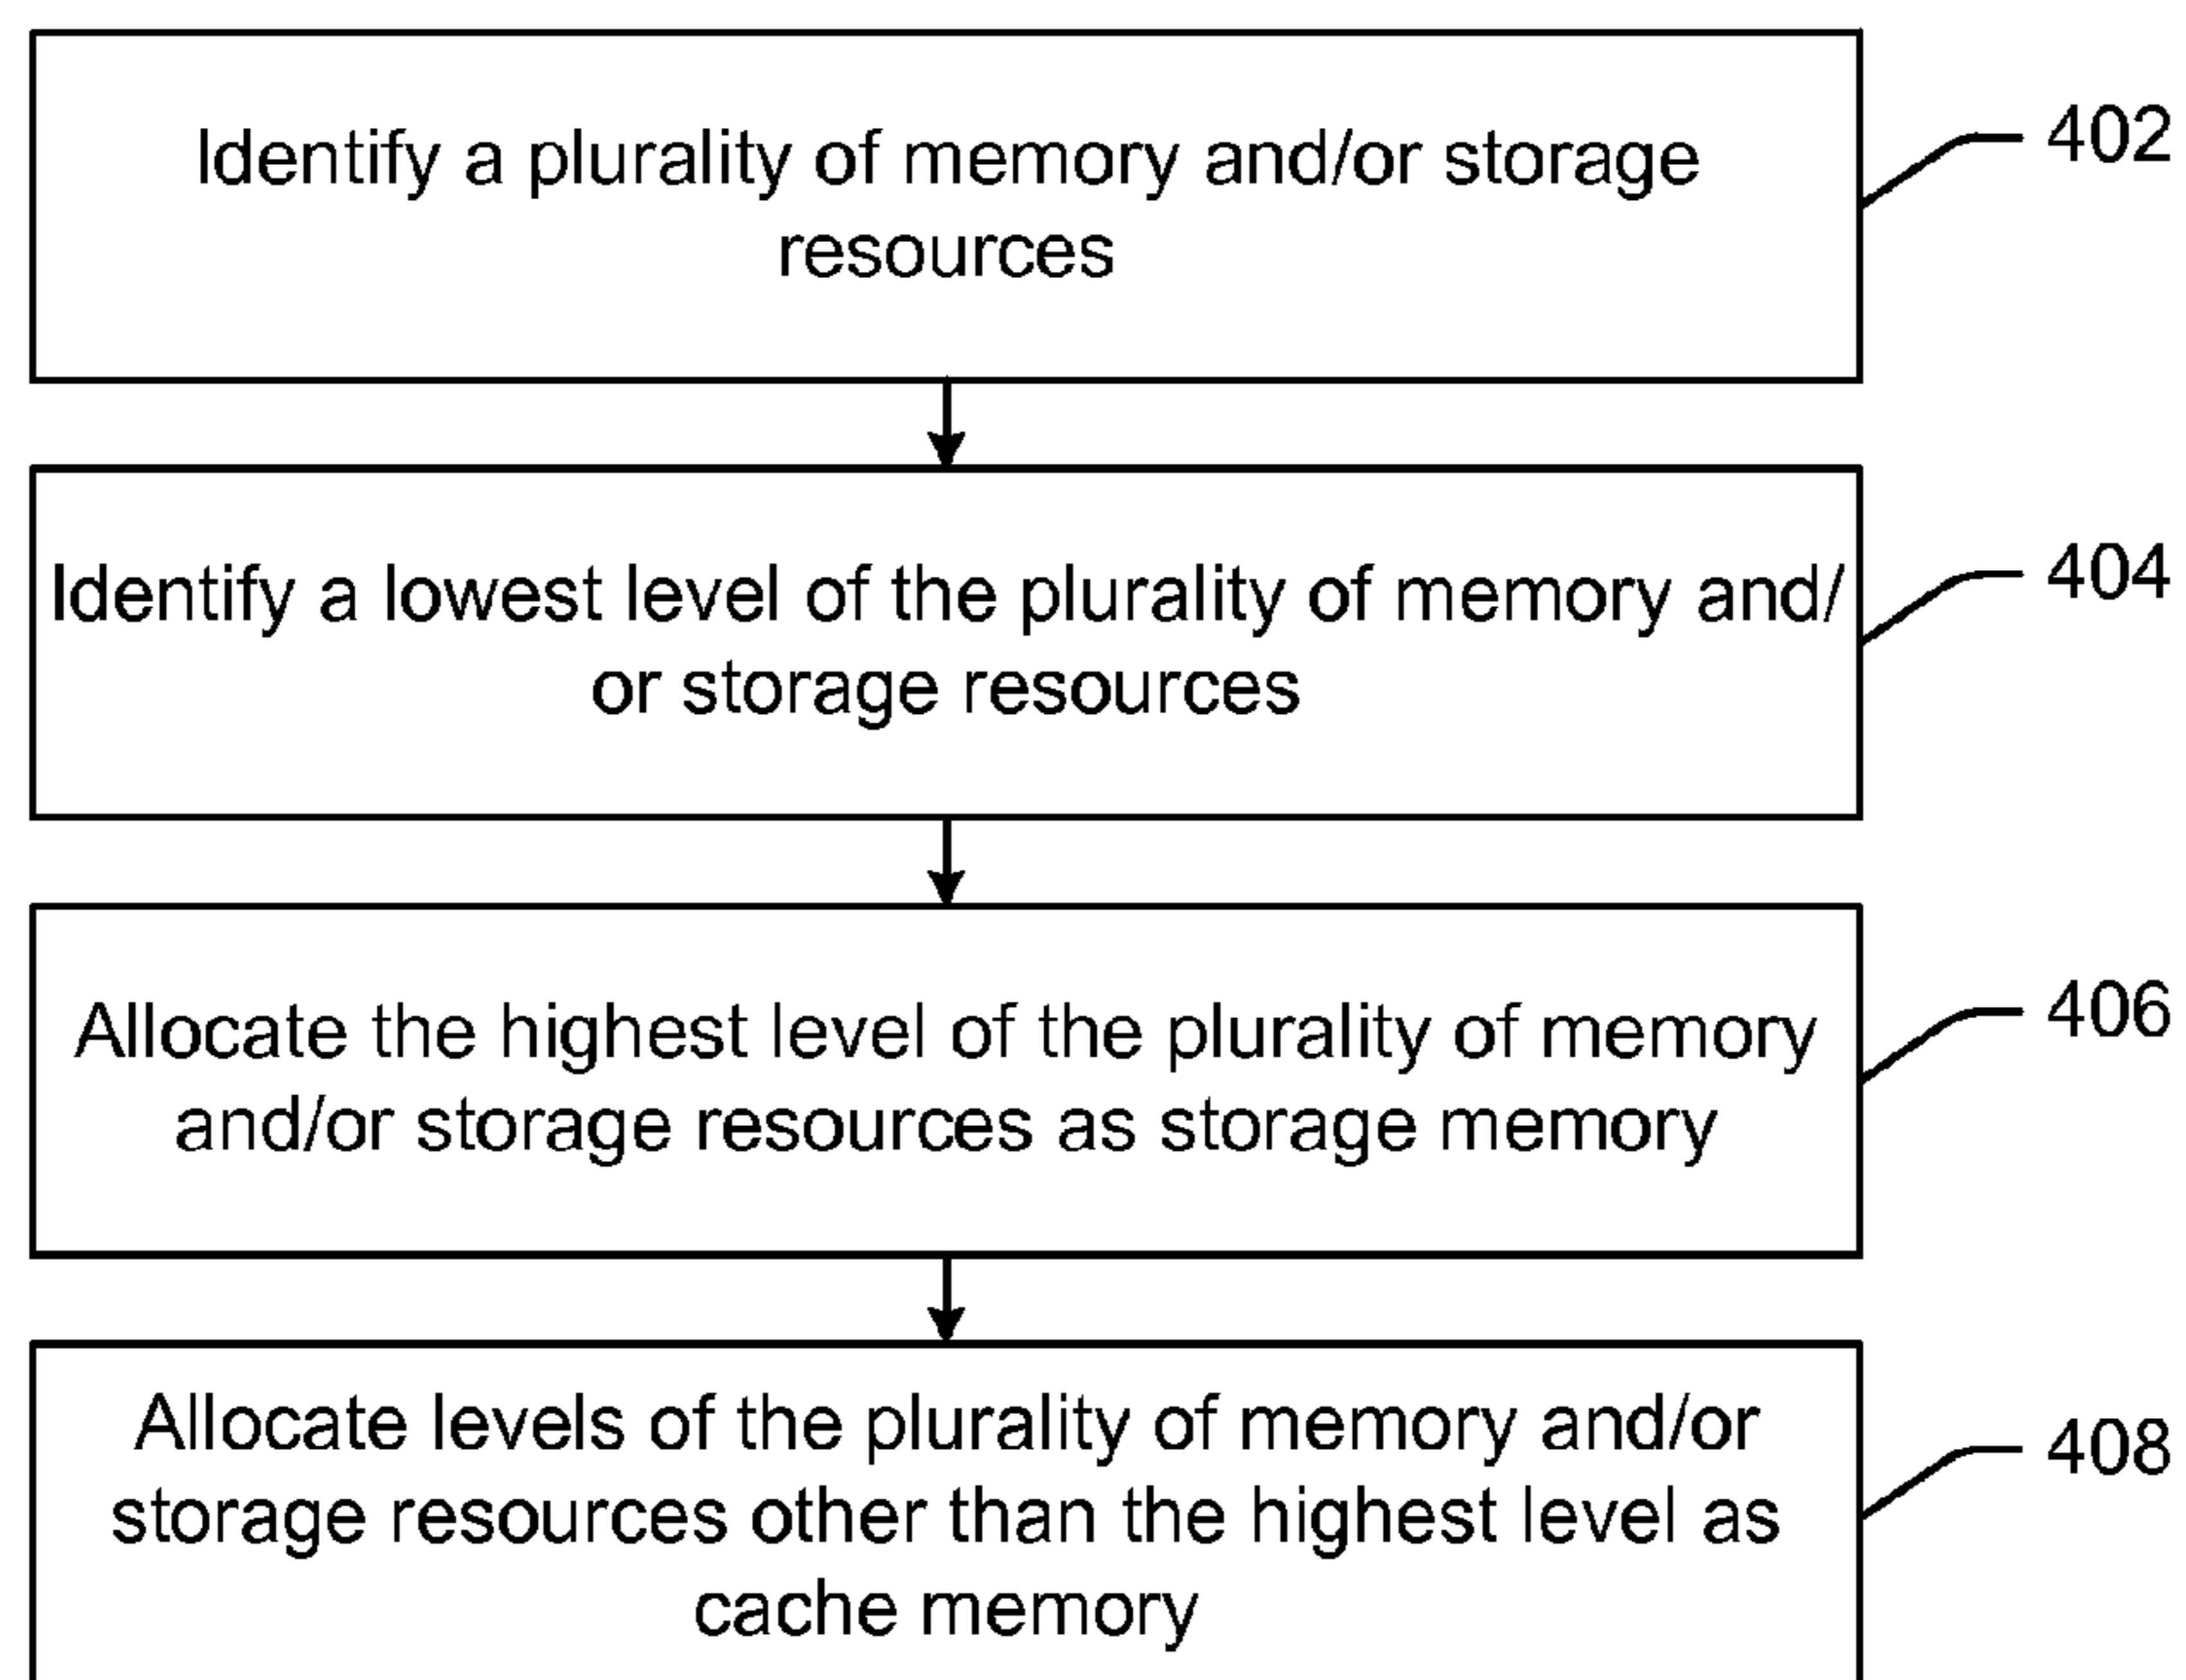 Identify a plurality of memory and/or storage
resources
402
Identify a lowest level of the plurality of memory and/
or storage resources
404
Allocate the highest level of the plurality of memory
and/or storage resources as storage memory
406
Allocate levels of the plurality of memory and/or
storage resources other than the highest level as
cache memory
408